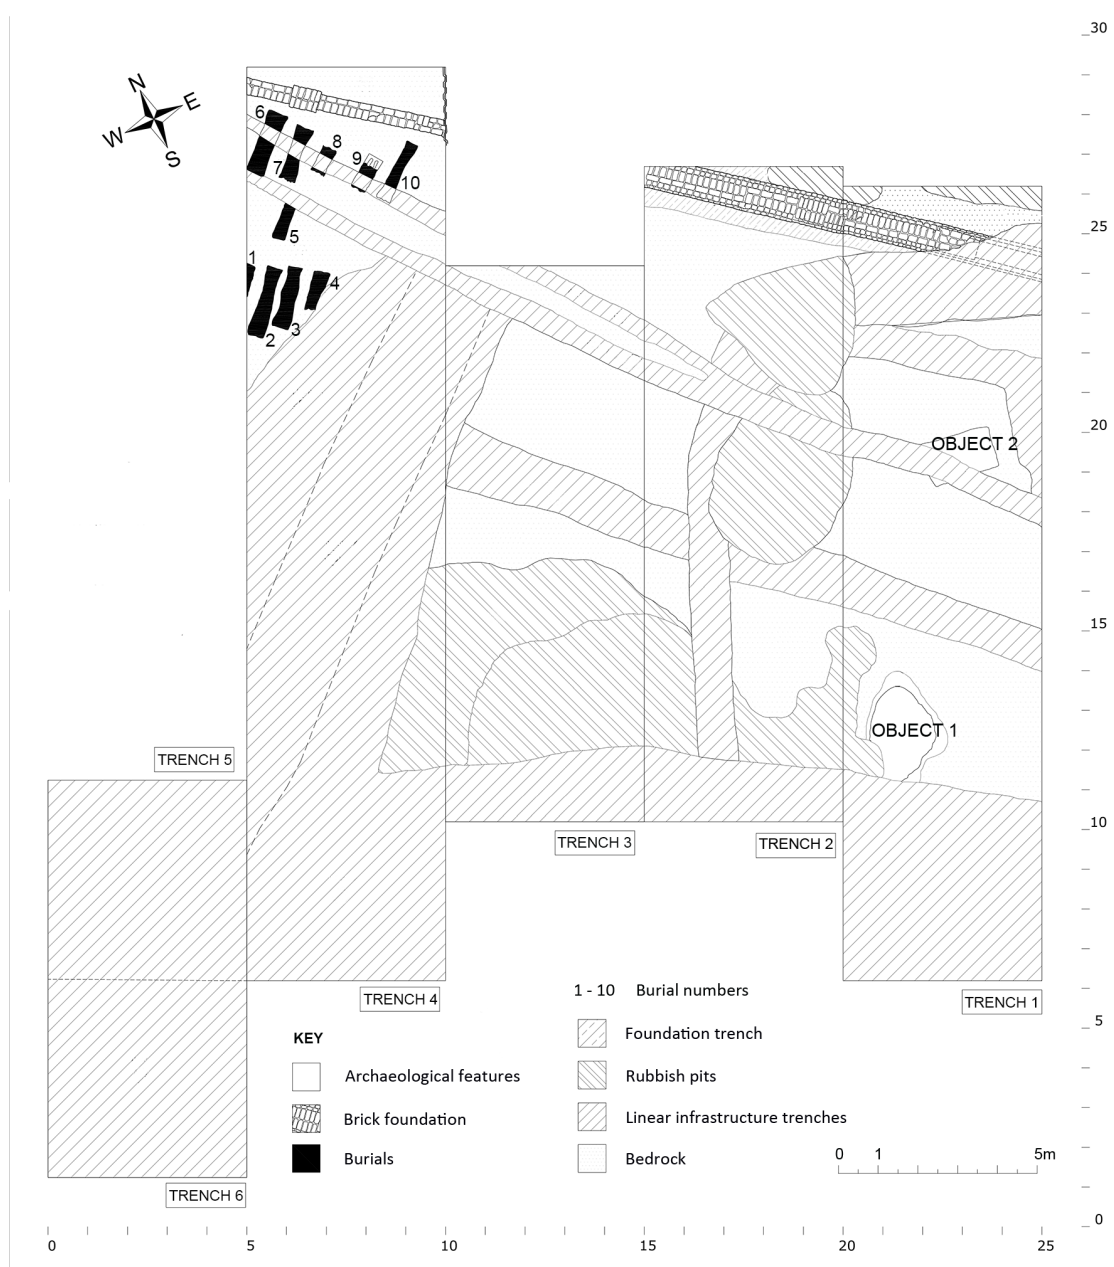 30
N
E
W
S
6
8
9
7
10
25
5
1
4
3
2
20
OBJECT 2
15
OBJECT 1
TRENCH 5
10
TRENCH 3
TRENCH 2
TRENCH 4
1 - 10 Burial numbers
TRENCH 1
5
KEY
Foundation trench
Archaeological features
Rubbish pits
Brick foundation
Linear infrastructure trenches
Burials
Bedrock
0 1 5m
TRENCH 6
0
0 5 10 15 20 25